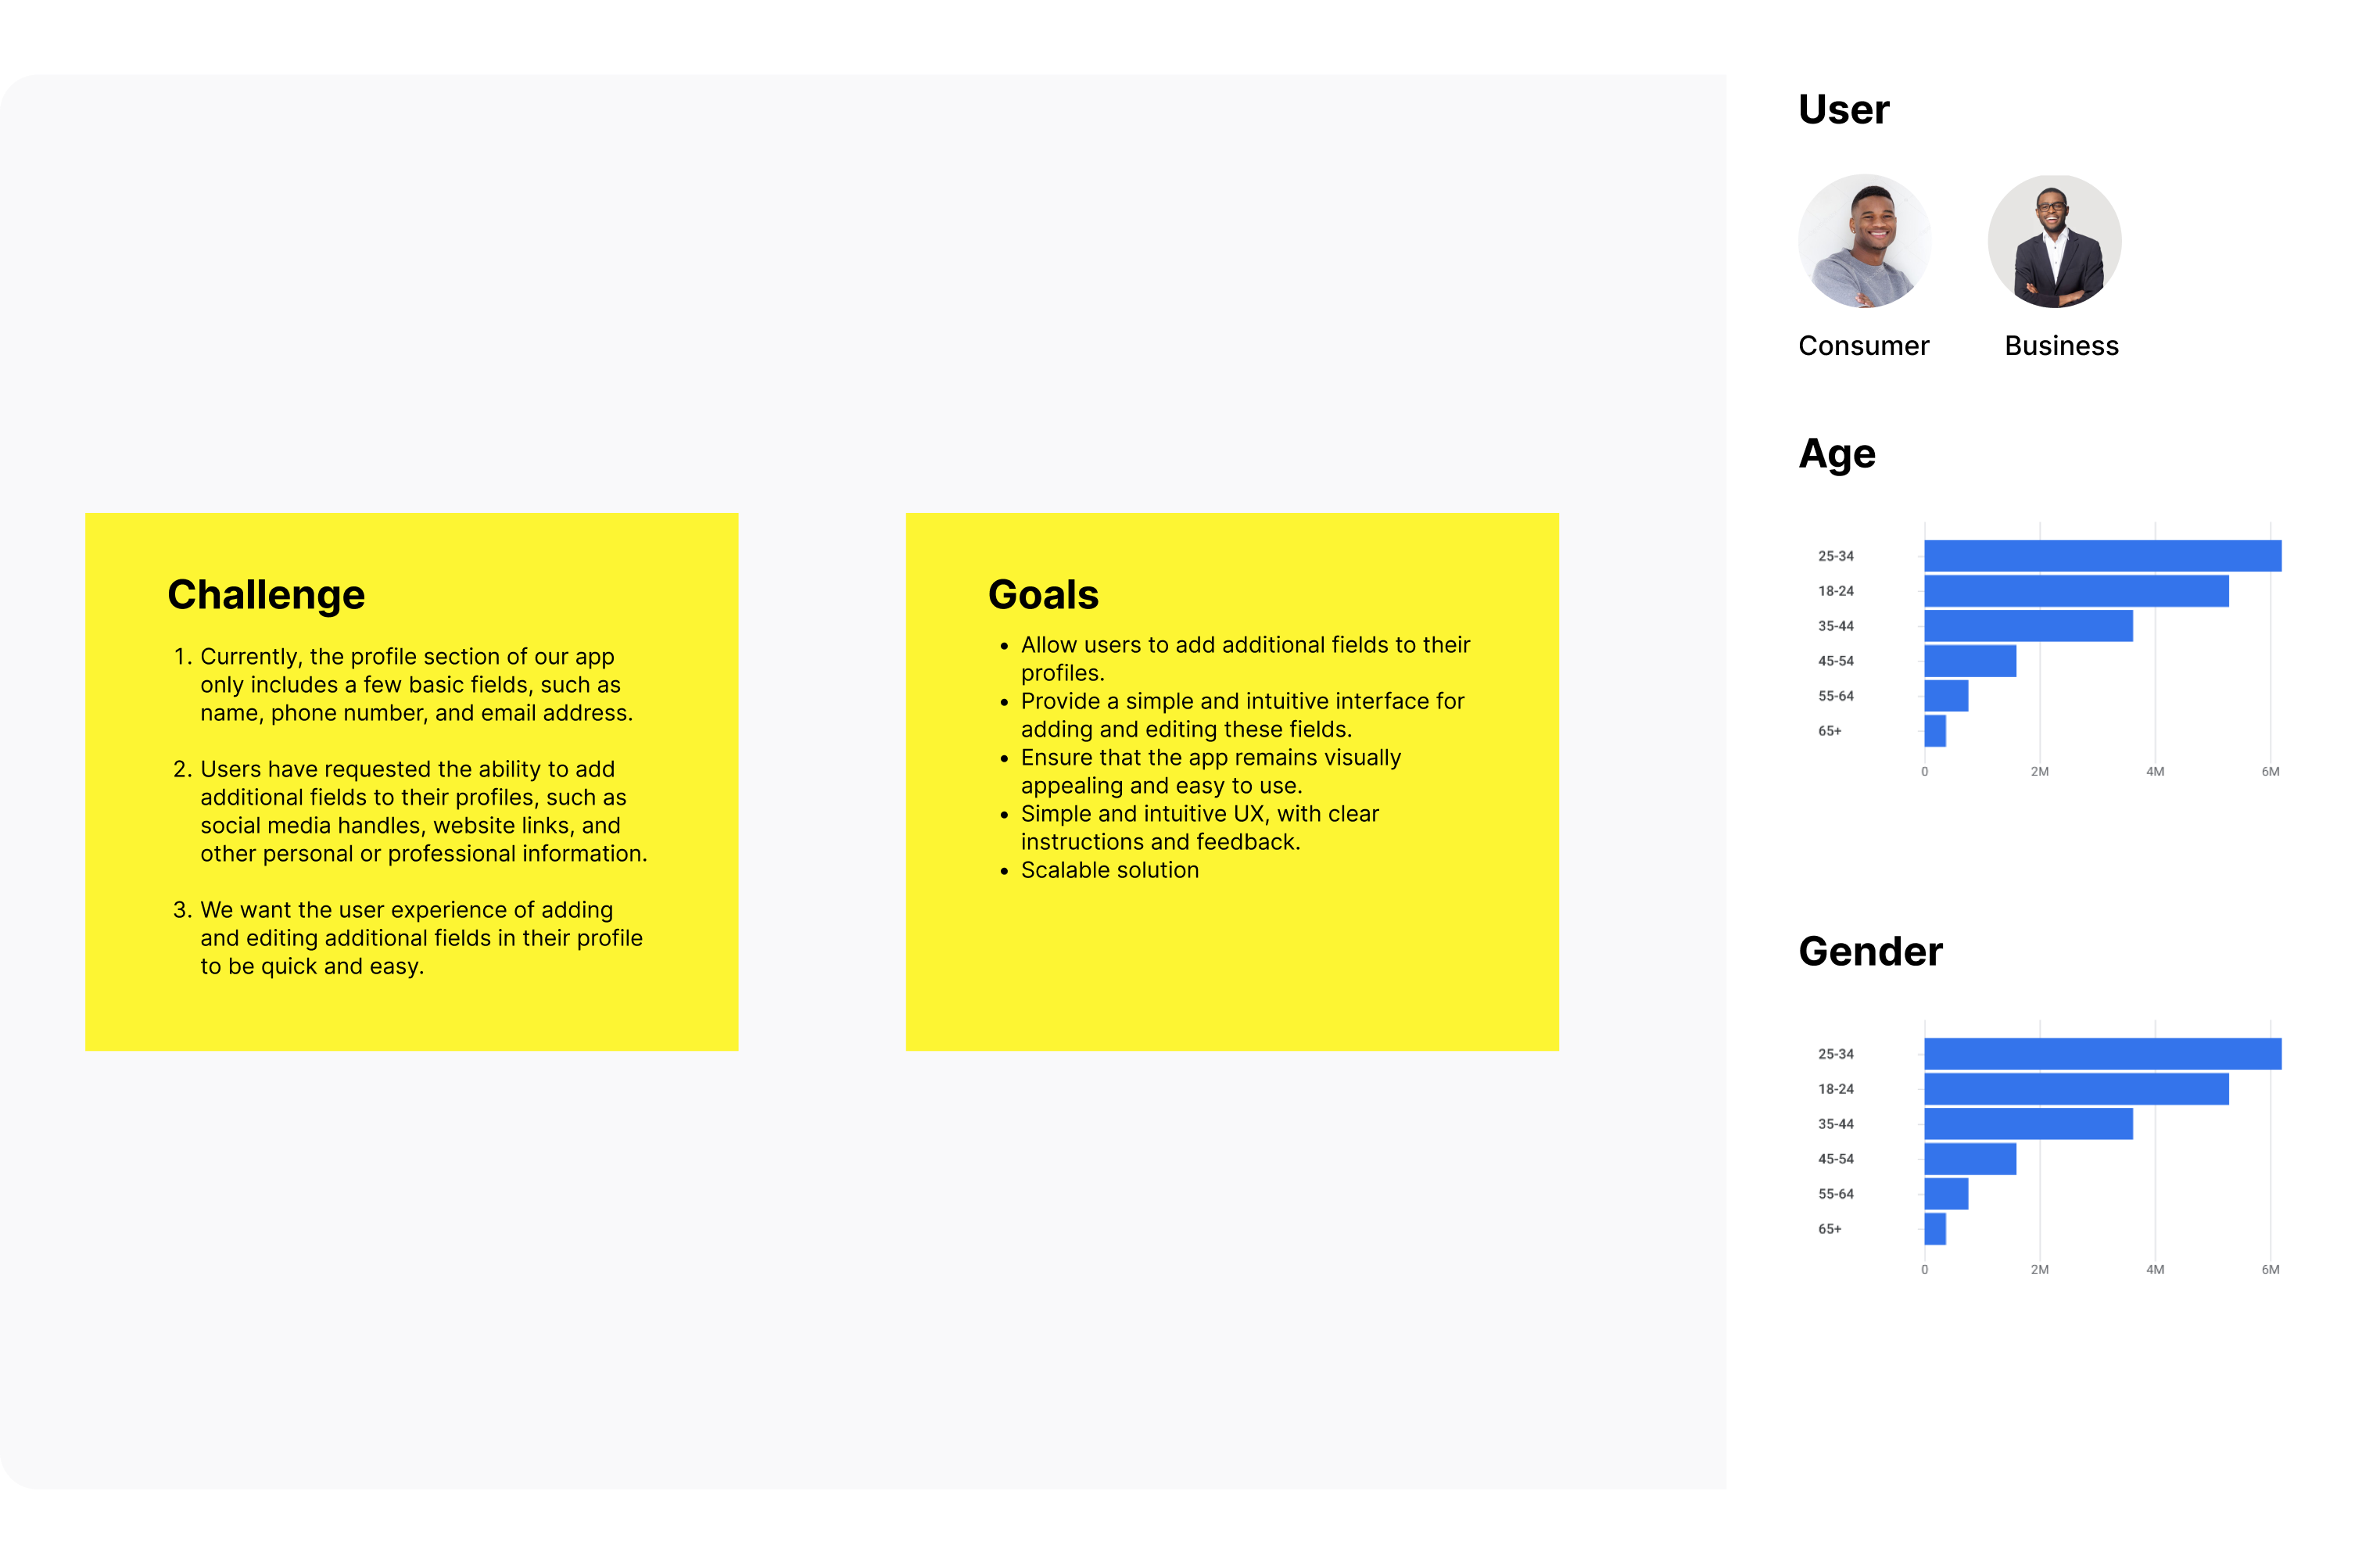 Challenge
1. Currently, the profile section of our app
only includes a few basic fields, such as
name, phone number, and email address.
2. Users have requested the ability to add
additional fields to their profiles, such as
social media handles, website links, and
other personal or professional information.
3. We want the user experience of adding
and editing additional fields in their profile
to be quick and easy.
Goals
• Allow users to add additional fields to their
profiles.
• Provide a simple and intuitive interface for
adding and editing these fields.
• Ensure that the app remains visually
appealing and easy to use.
• Simple and intuitive UX, with clear
instructions and feedback.
• Scalable solution
User
Consumer Business
Age
25-34
18-24
35-44
45-54
55-64
65+
0 2M 4M 6M
Gender
25-34
18-24
35-44
45-54
55-64
65+
0 2M 4M 6M